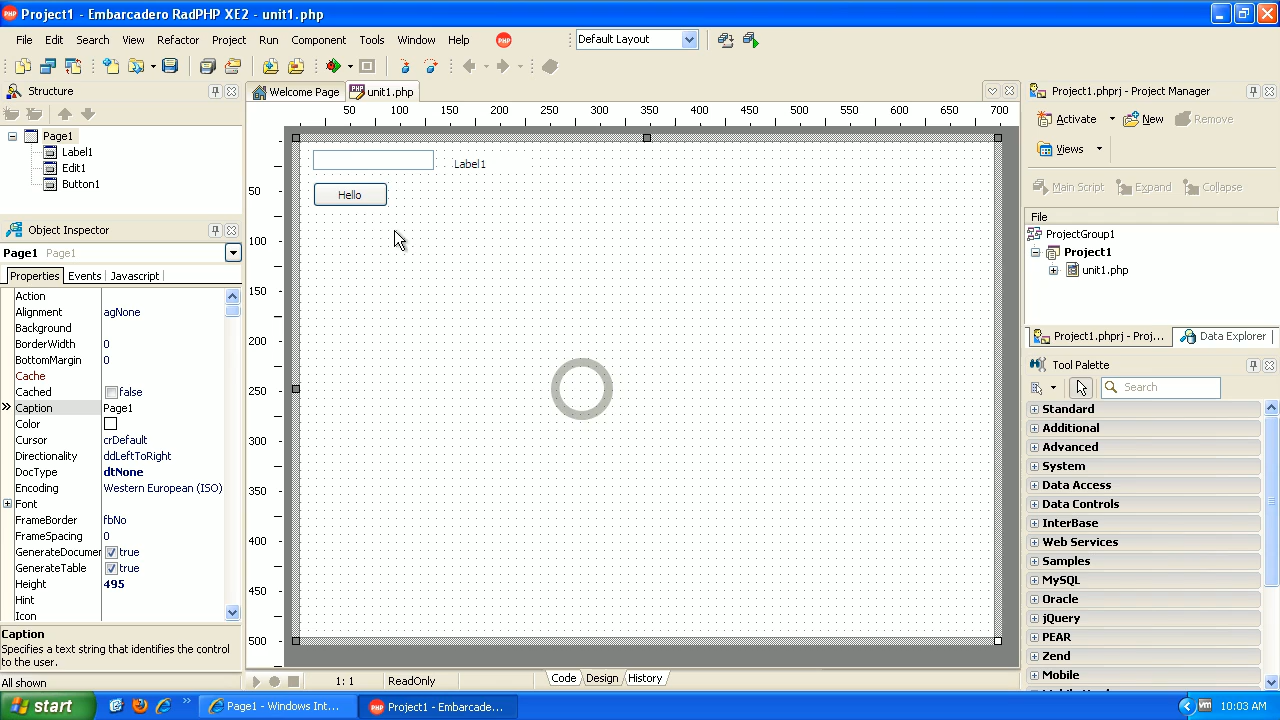 Project1 - Embarcadero RadPHP XE2 - unit1.php
File Edit Search View Refactor Project Run Component Tools Window Help
PHP
Default Layout
Structure
Page1
Label1
Edit1
Button1
Object Inspector
Page1 Page1
Properties Events Javascript
Action
Alignment agNone
Background
BorderWidth 0
BottomMargin 0
Cache
Cached false
Caption Page1
Color
Cursor crDefault
Directionality ddLeftToRight
DocType dtNone
Encoding Western European (ISO)
Font
FrameBorder fbNo
FrameSpacing 0
GenerateDocumer true
GenerateTable true
Height 495
Hint
Icon
Caption
Specifies a text string that identifies the control
to the user.
All shown
Welcome Page unit1.php
50 100 150 200 250 300 350 400 450 500 550 600 650 700
50
100
150
200
250
300
350
400
450
500
Label1
Hello
1: 1 ReadOnly Code Design History
Project1.phprj - Project Manager
Activate New Remove
Views
Main Script Expand Collapse
File
ProjectGroup1
Project1
unit1.php
Project1.phprj - Proj... Data Explorer
Tool Palette
Search
Standard
Additional
Advanced
System
Data Access
Data Controls
InterBase
Web Services
Samples
MySQL
Oracle
jQuery
PEAR
Zend
Mobile
start Page1 - Windows Int... Project1 - Embarcade... 10:03 AM